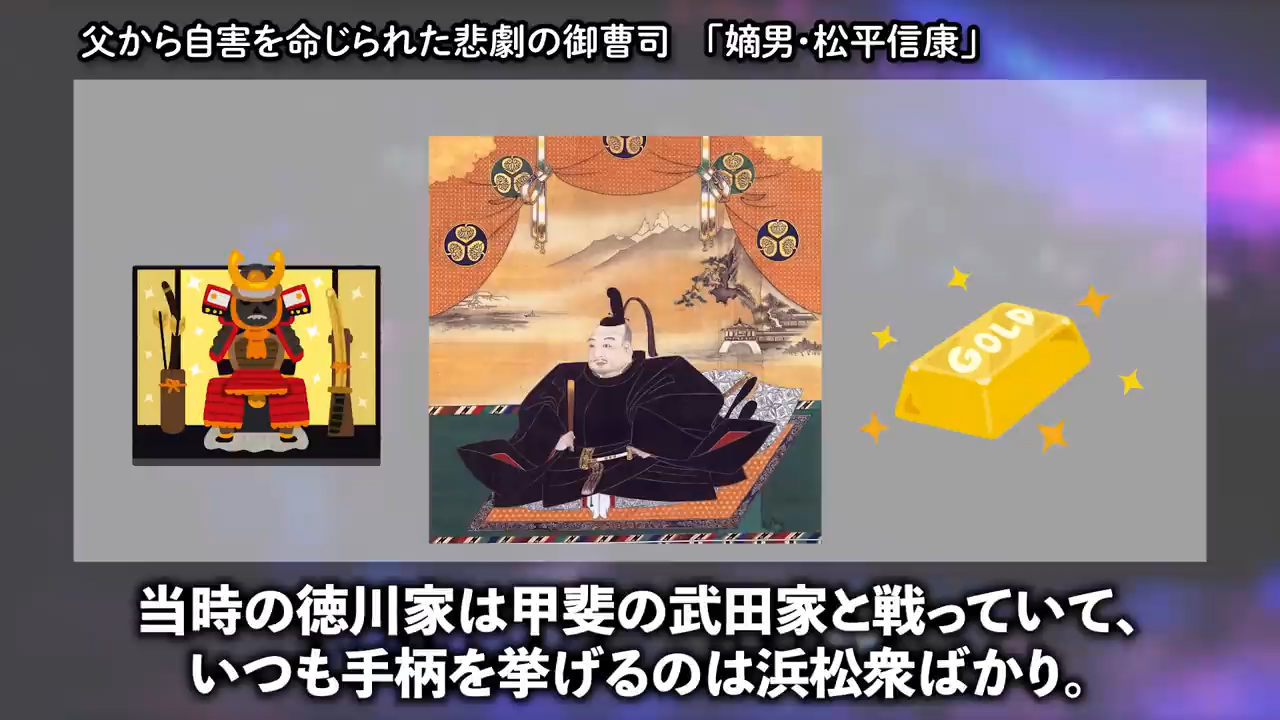 父から自害を命じられた悲劇の御曹司 「嫡男・松平信康」
GOLD
当時の徳川家は甲斐の武田家と戦っていて、
いつも手柄を挙げるのは浜松衆ばかり。